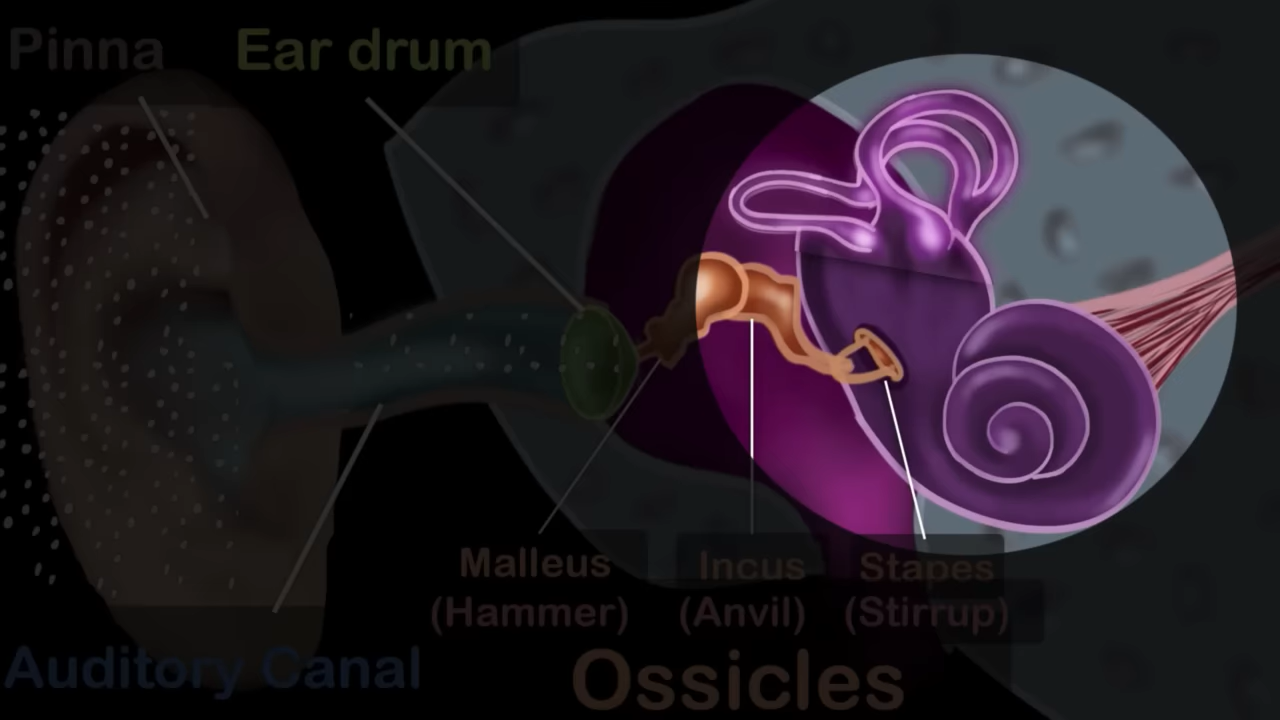 Pinna
Ear drum
Malleus
(Hammer)
Incus
(Anvil)
Stapes
(Stirrup)
Auditory Canal
Ossicles